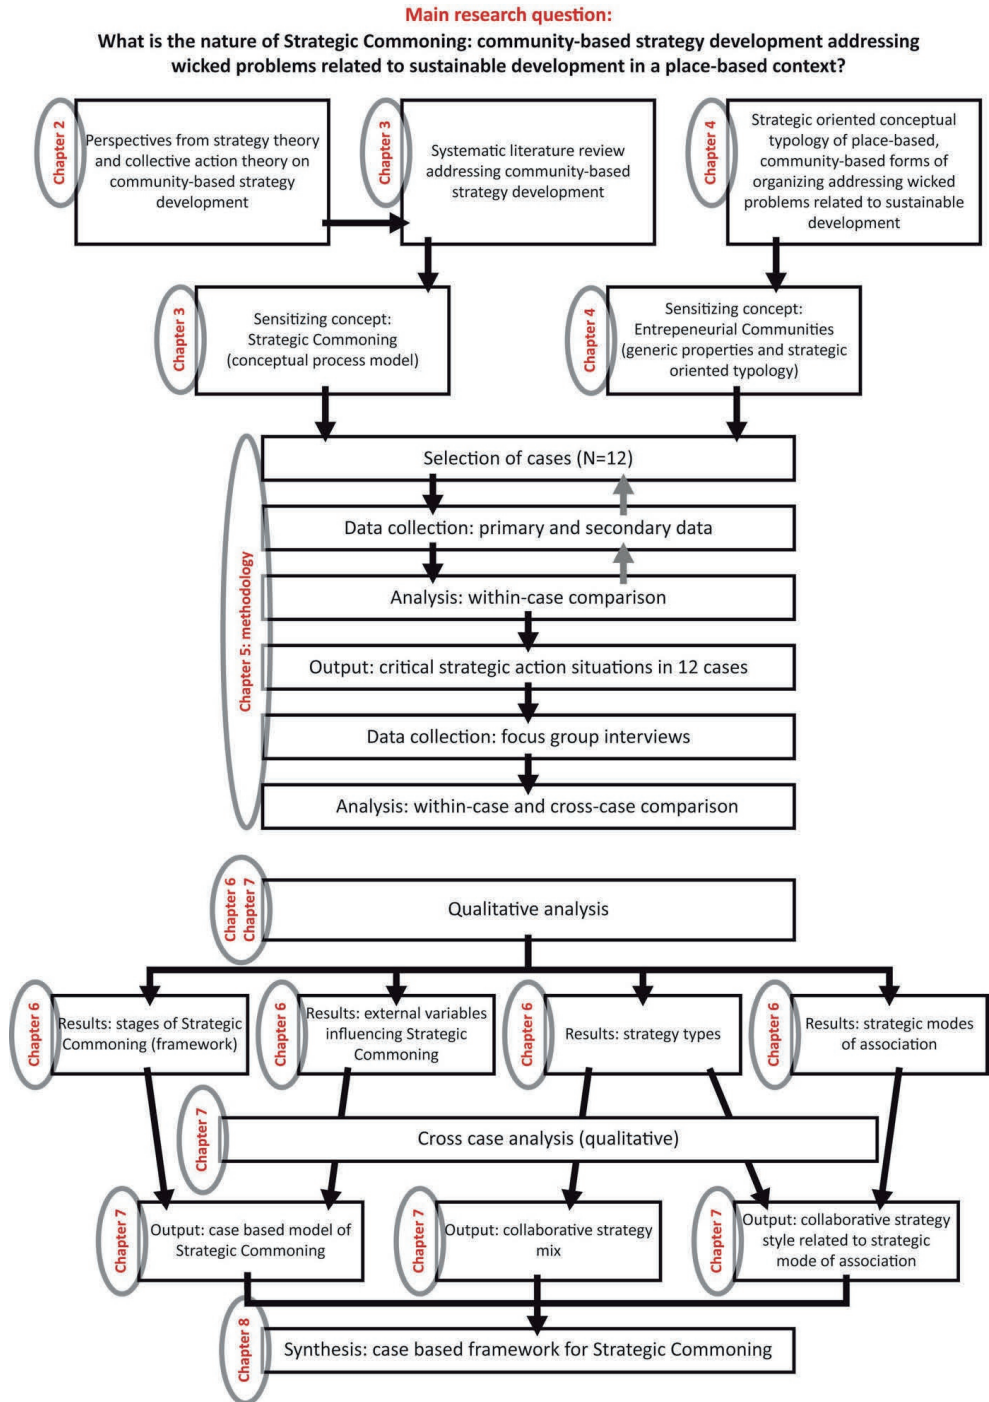 Main research question:
What is the nature of Strategic Commoning: community-based strategy development addressing
wicked problems related to sustainable development in a place-based context?
Chapter 2
Perspectives from strategy theory
and collective action theory on
community-based strategy
development
Chapter 3
Systematic literature review
addressing community-based
strategy development
Chapter 4
Strategic oriented conceptual
typology of place-based,
community-based forms of
organizing addressing wicked
problems related to sustainable
development
Chapter 3
Sensitizing concept:
Strategic Commoning
(conceptual process model)
Chapter 4
Sensitizing concept:
Entrepeneurial Communities
(generic properties and strategic
oriented typology)
Chapter 5: methodology
Selection of cases (N=12)
Data collection: primary and secondary data
Analysis: within-case comparison
Output: critical strategic action situations in 12 cases
Data collection: focus group interviews
Analysis: within-case and cross-case comparison
Chapter 6
Chapter 7
Qualitative analysis
Chapter 6
Results: stages of Strategic
Commoning (framework)
Chapter 6
Results: external variables
influencing Strategic
Commoning
Chapter 6
Results: strategy types
Chapter 6
Results: strategic modes
of association
Chapter 7
Cross case analysis (qualitative)
Chapter 7
Output: case based model of
Strategic Commoning
Chapter 7
Output: collaborative strategy
mix
Chapter 7
Output: collaborative strategy
style related to strategic
mode of association
Chapter 8
Synthesis: case based framework for Strategic Commoning